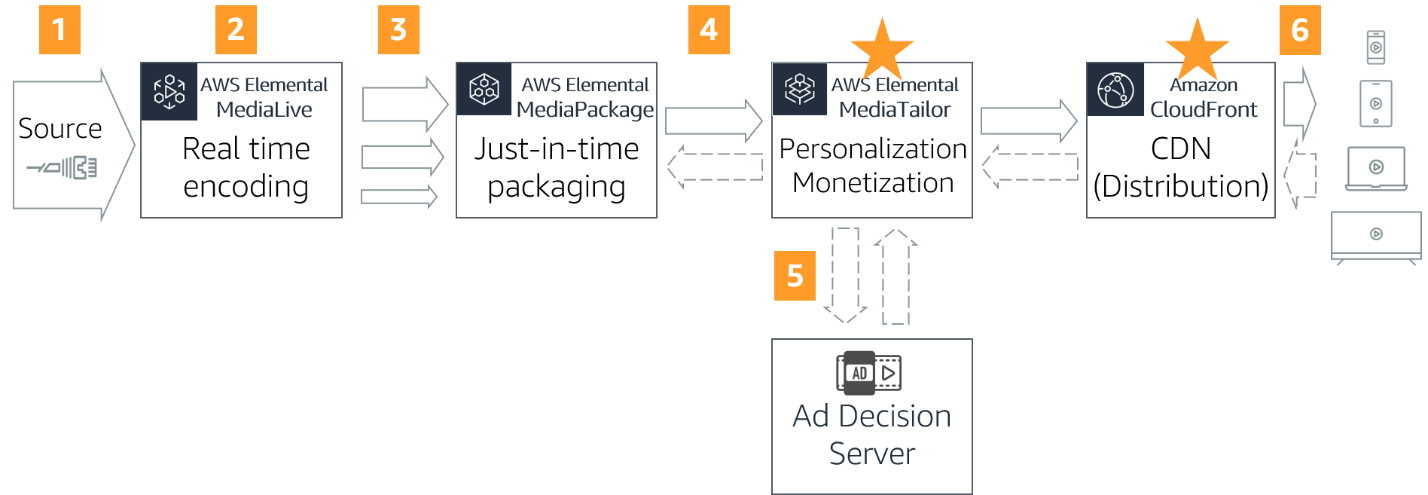 1
2
3
4
6
Source
AWS Elemental
MediaLive
Real time
encoding
AWS Elemental
MediaPackage
Just-in-time
packaging
AWS Elemental
MediaTailor
Personalization
Monetization
Amazon
CloudFront
CDN
(Distribution)
5
AD
Ad Decision
Server